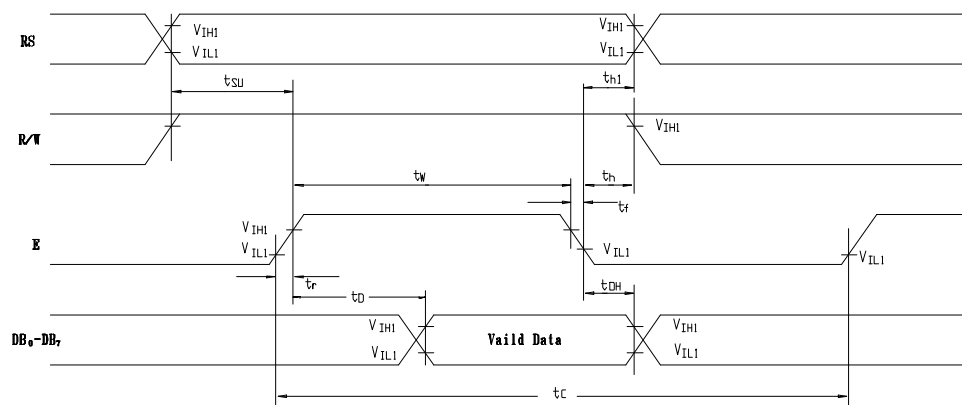 RS
VIH1
VIL1
VIH1
VIL1
tSU
th1
R/W
VIH1
tW
th
tf
E
VIH1
VIL1
VIL1
VIL1
tr
tD
tDH
DB0-DB7
VIH1
VIL1
Vaild Data
VIH1
VIL1
tC